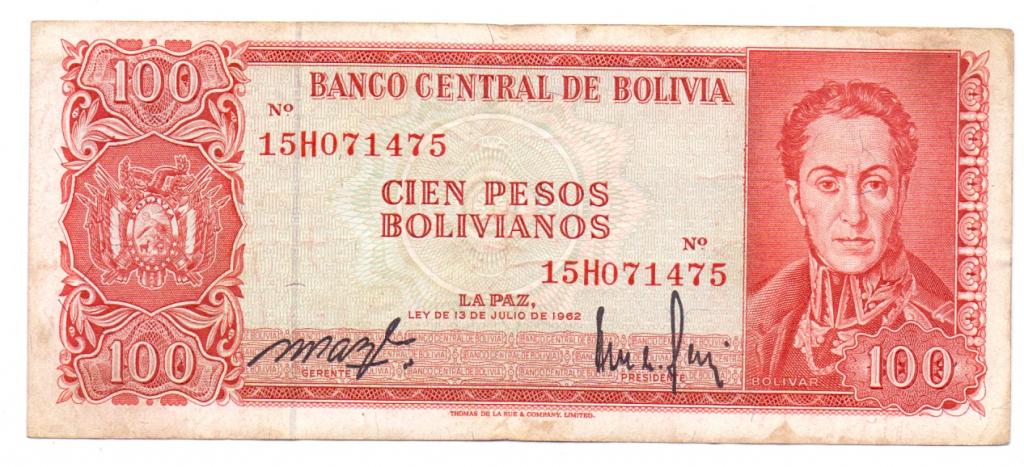 100
BANCO CENTRAL DE BOLIVIA
Nº
15H071475
CIEN PESOS
BOLIVIANOS
Nº
15H071475
LA PAZ,
LEY DE 13 DE JULIO DE 1962
GERENTE
PRESIDENTE
BOLIVAR
100
100
THOMAS DE LA RUE & COMPANY, LIMITED.